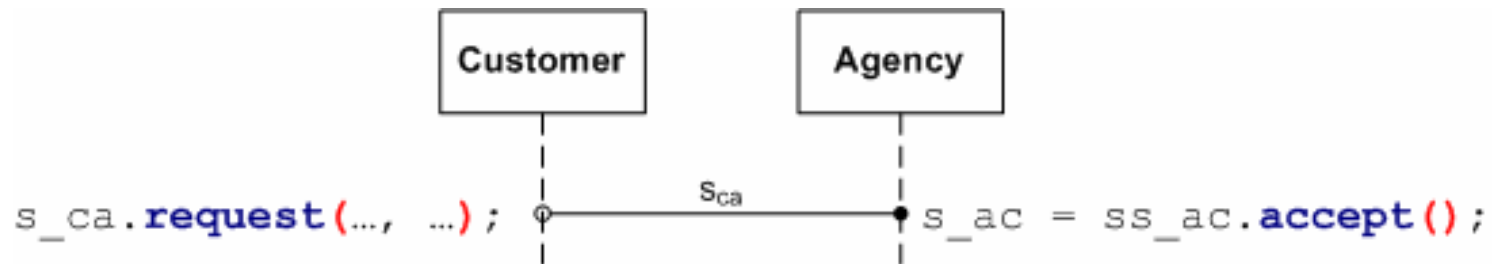 Customer Agency
s_ca
s_ca.request(…, …); s_ac = ss_ac.accept();